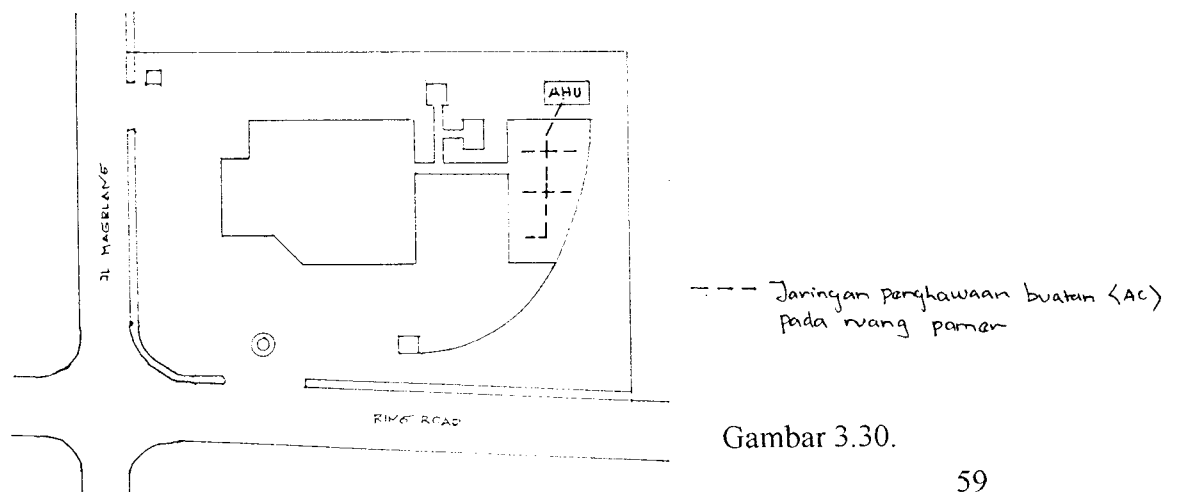 AHU
JL MAGELANG
--- Jaringan penghawaan buatan <AC>
pada ruang pamer
RING ROAD
Gambar 3.30.
59